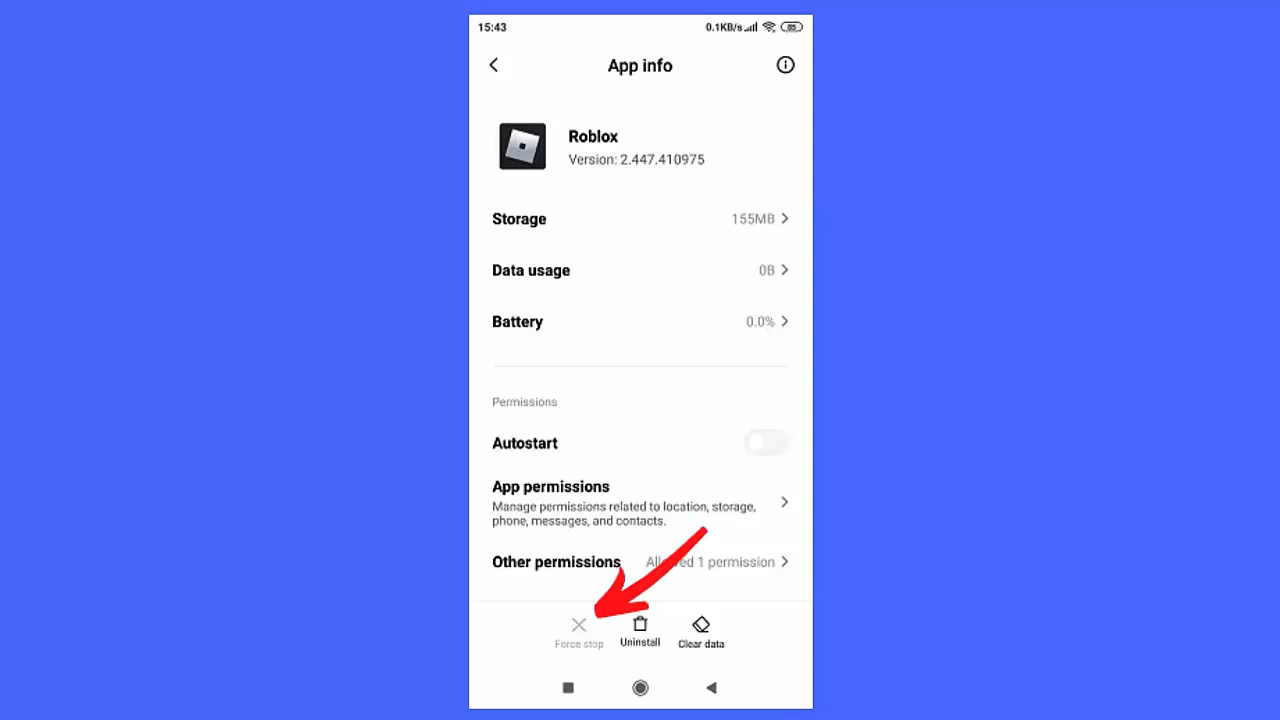 15:43 0.1KB/s 85
App info
Roblox
Version: 2.447.410975
Storage 155MB
Data usage 0B
Battery 0.0%
Permissions
Autostart
App permissions
Manage permissions related to location, storage,
phone, messages, and contacts.
Other permissions Allowed 1 permission
Force stop Uninstall Clear data